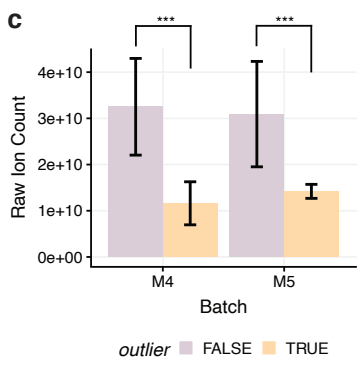 c
*** ***
4e+10
3e+10
2e+10
1e+10
0e+00
Raw Ion Count
M4 M5
Batch
outlier FALSE TRUE